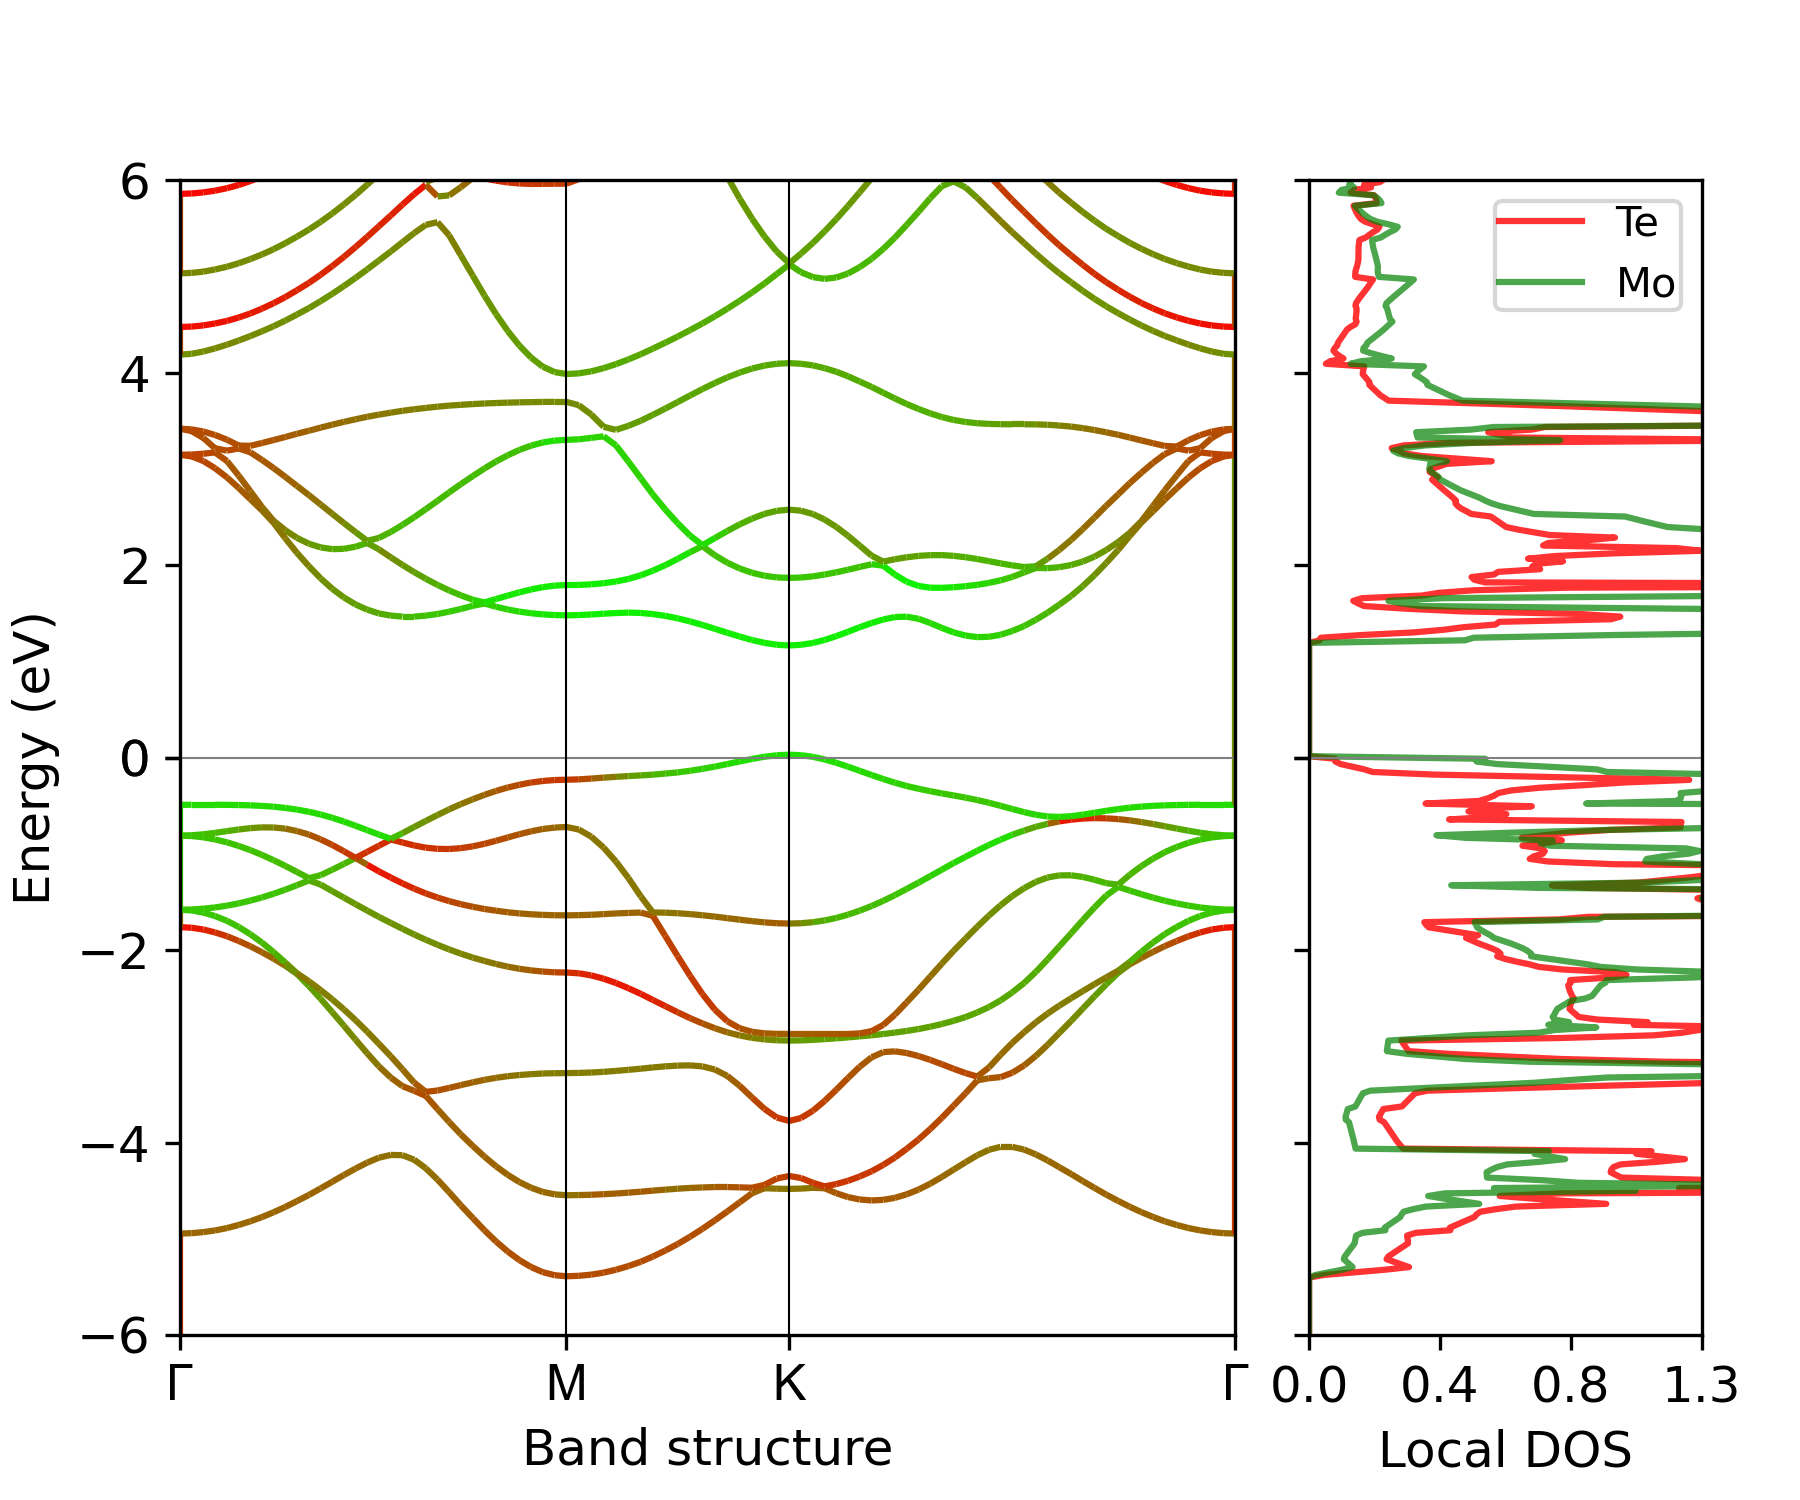 6
4
2
0
−2
−4
−6
Energy (eV)
Γ
M
K
Γ
Band structure
Te
Mo
0.0
0.4
0.8
1.3
Local DOS